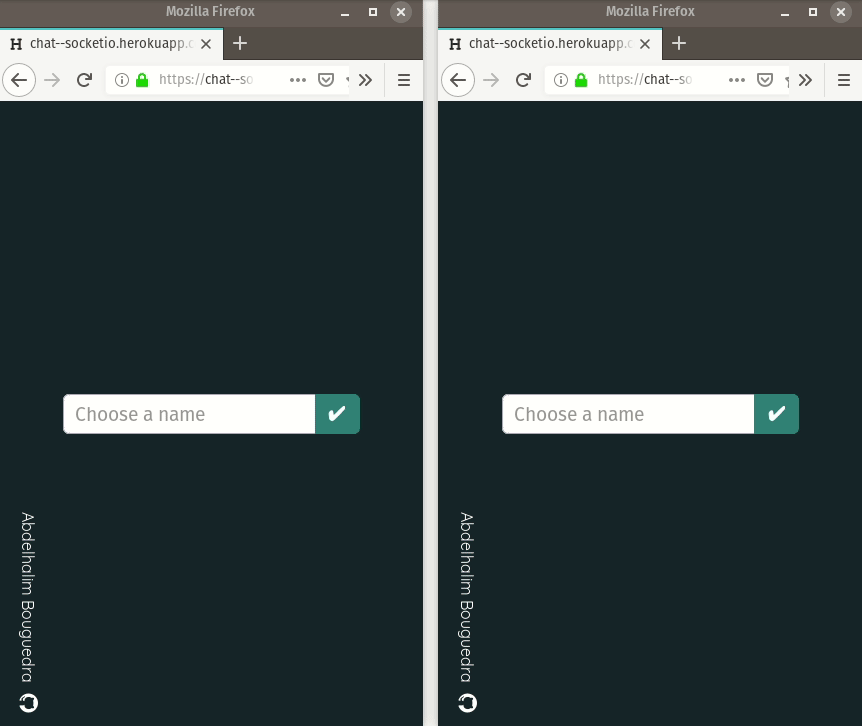 Mozilla Firefox
chat--socketio.herokuapp.c
https://chat--so
Choose a name
Abdelhalim Bouguedra
Mozilla Firefox
chat--socketio.herokuapp.c
https://chat--so
Choose a name
Abdelhalim Bouguedra